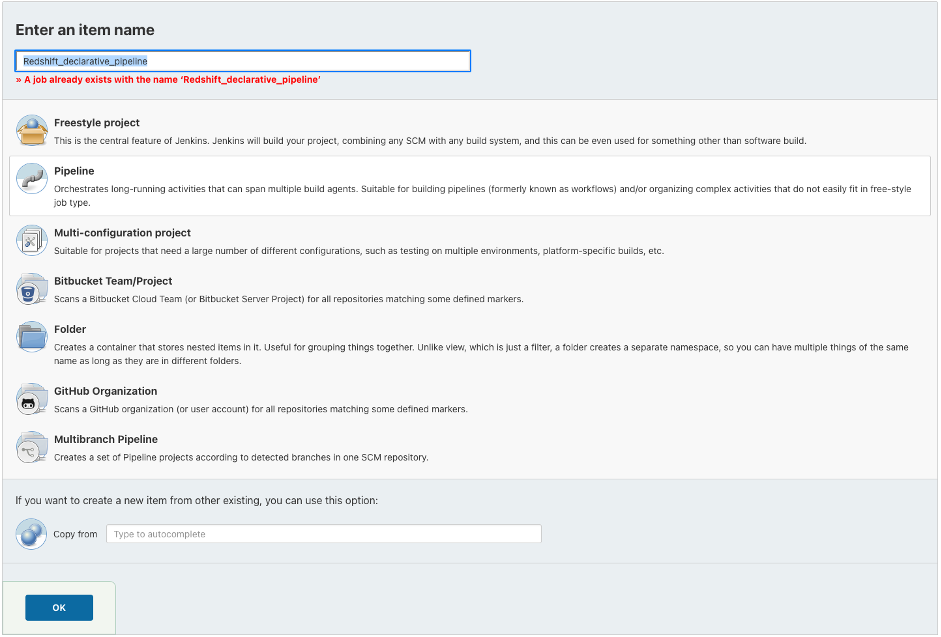 Enter an item name
Redshift_declarative_pipeline
» A job already exists with the name ‘Redshift_declarative_pipeline’
Freestyle project
This is the central feature of Jenkins. Jenkins will build your project, combining any SCM with any build system, and this can be even used for something other than software build.
Pipeline
Orchestrates long-running activities that can span multiple build agents. Suitable for building pipelines (formerly known as workflows) and/or organizing complex activities that do not easily fit in free-style
job type.
Multi-configuration project
Suitable for projects that need a large number of different configurations, such as testing on multiple environments, platform-specific builds, etc.
Bitbucket Team/Project
Scans a Bitbucket Cloud Team (or Bitbucket Server Project) for all repositories matching some defined markers.
Folder
Creates a container that stores nested items in it. Useful for grouping things together. Unlike view, which is just a filter, a folder creates a separate namespace, so you can have multiple things of the same
name as long as they are in different folders.
GitHub Organization
Scans a GitHub organization (or user account) for all repositories matching some defined markers.
Multibranch Pipeline
Creates a set of Pipeline projects according to detected branches in one SCM repository.
If you want to create a new item from other existing, you can use this option:
Copy from Type to autocomplete
OK